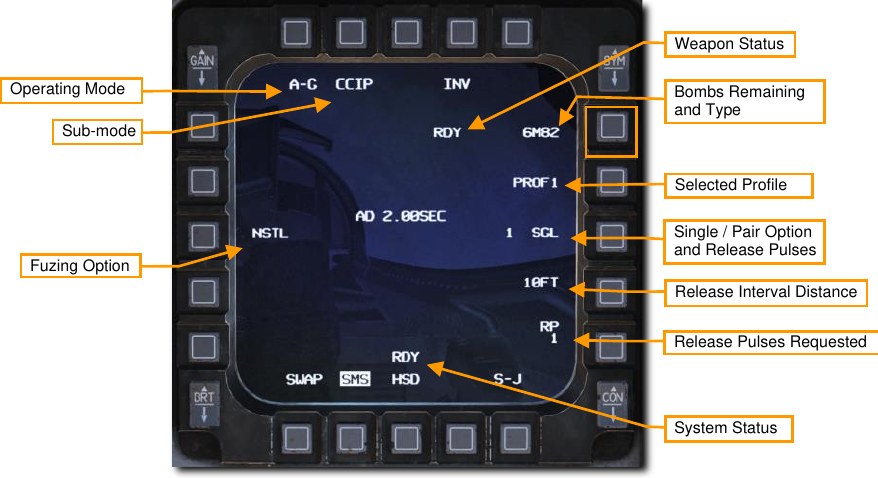 Weapon Status
GAIN
SYM
A-G CCIP INV
Operating Mode
Bombs Remaining
and Type
Sub-mode
RDY 6M82
PROF1
Selected Profile
AD 2.00SEC
NSTL
1 SGL
Single / Pair Option
and Release Pulses
Fuzing Option
10FT
Release Interval Distance
RP
1
Release Pulses Requested
RDY
SWAP SMS HSD S-J
BRT
CON
System Status